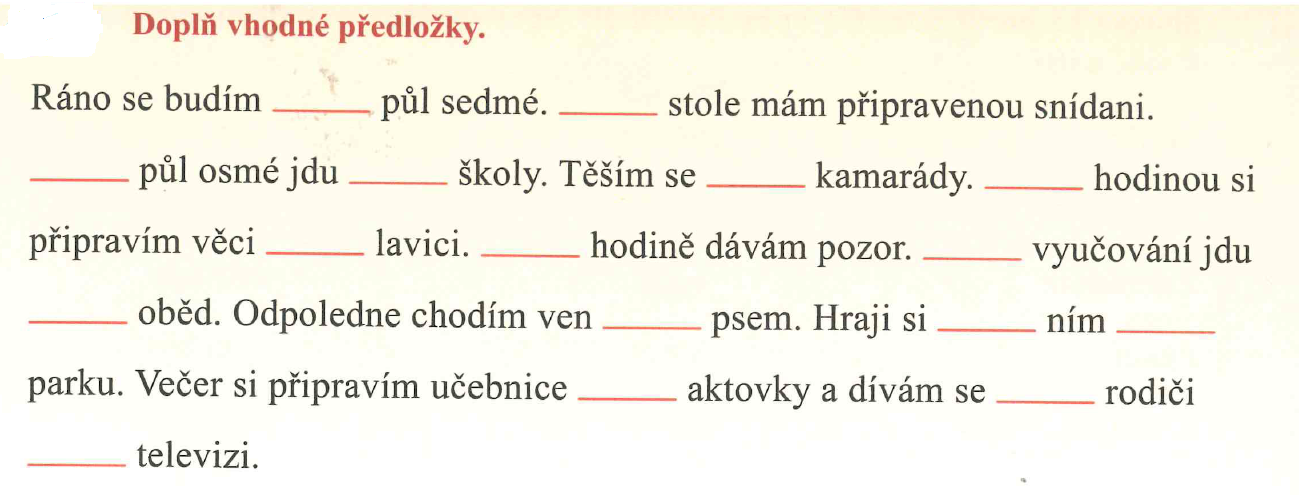 Doplň vhodné předložky.
Ráno se budím ______ půl sedmé. ______ stole mám připravenou snídani.
______ půl osmé jdu ______ školy. Těším se ______ kamarády. ______ hodinou si
připravím věci ______ lavici. ______ hodině dávám pozor. ______ vyučování jdu
______ oběd. Odpoledne chodím ven ______ psem. Hraji si ______ ním ______
parku. Večer si připravím učebnice ______ aktovky a dívám se ______ rodiči
______ televizi.